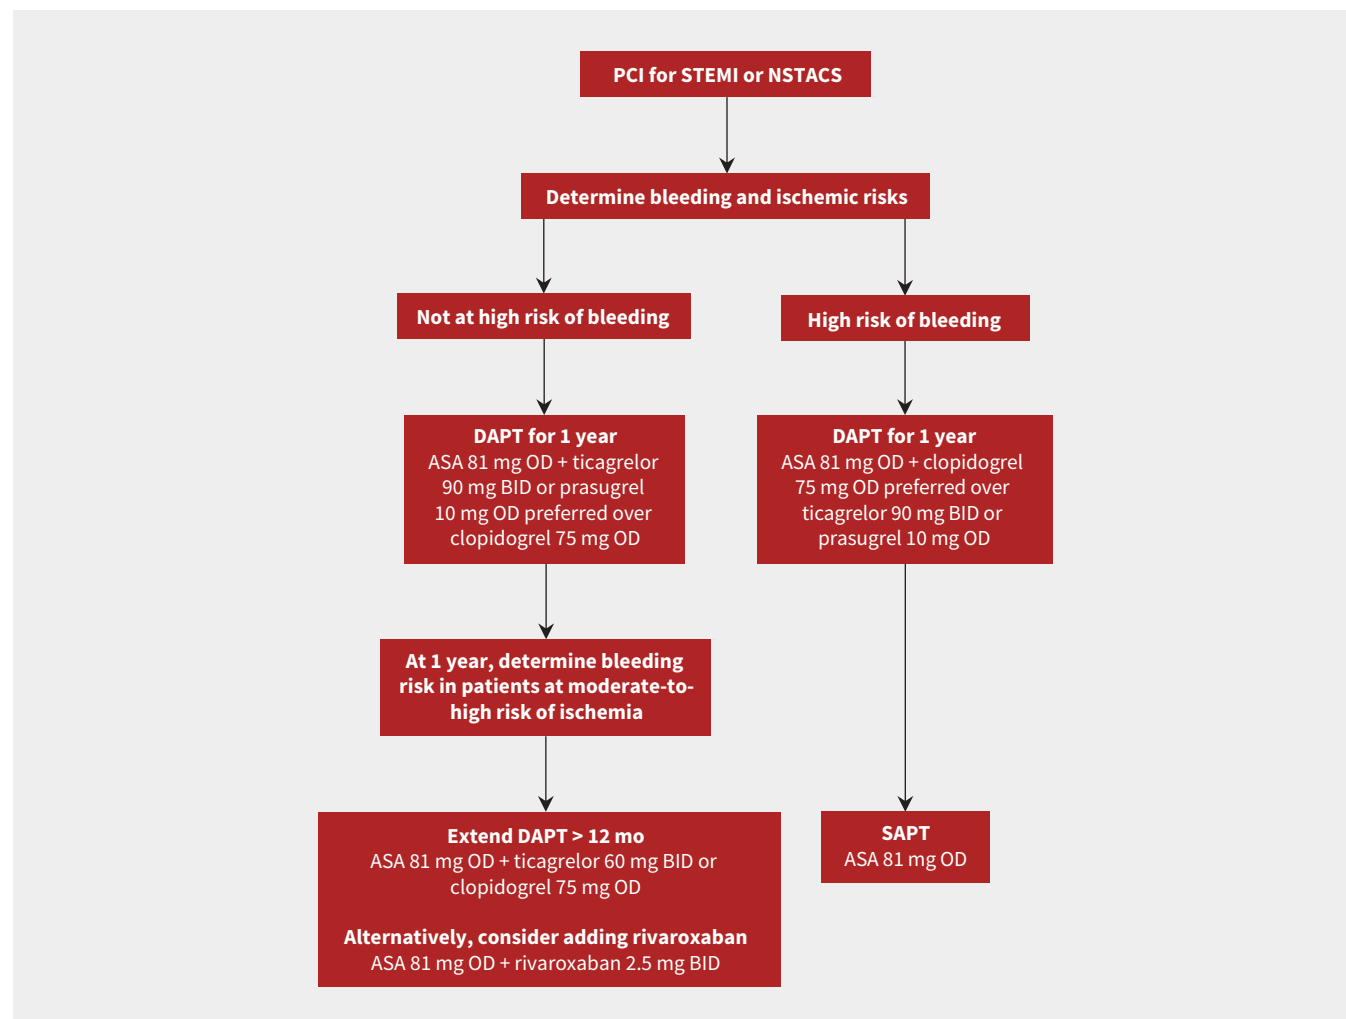 PCI for STEMI or NSTACS
Determine bleeding and ischemic risks
Not at high risk of bleeding
High risk of bleeding
DAPT for 1 year
ASA 81 mg OD + ticagrelor
90 mg BID or prasugrel
10 mg OD preferred over
clopidogrel 75 mg OD
DAPT for 1 year
ASA 81 mg OD + clopidogrel
75 mg OD preferred over
ticagrelor 90 mg BID or
prasugrel 10 mg OD
At 1 year, determine bleeding
risk in patients at moderate-to-
high risk of ischemia
Extend DAPT > 12 mo
ASA 81 mg OD + ticagrelor 60 mg BID or
clopidogrel 75 mg OD
Alternatively, consider adding rivaroxaban
ASA 81 mg OD + rivaroxaban 2.5 mg BID
SAPT
ASA 81 mg OD